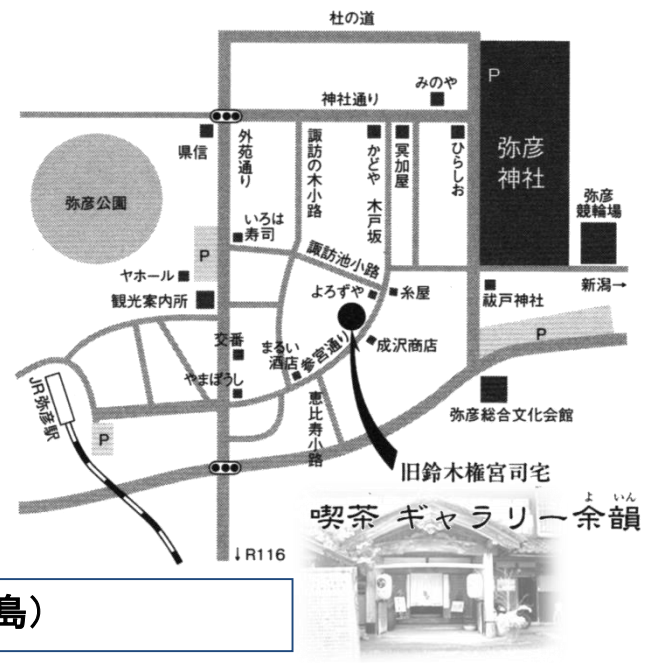 杜の道
P
みのや
神社通り
県信
外苑通り
諏訪の木小路
かどや
木戸坂
冥加屋
ひらしお
弥彦
神社
弥彦
競輪場
弥彦公園
いろは
寿司
P
諏訪池小路
ヤホール
観光案内所
よろずや
糸屋
祓戸神社
新潟→
P
交番
まるい
酒店
参宮通り
成沢商店
やまぼうし
恵比寿小路
弥彦総合文化会館
JR弥彦駅
P
旧鈴木権宮司宅
よ いん
喫茶 ギャラリー余韻
↓R116
島）